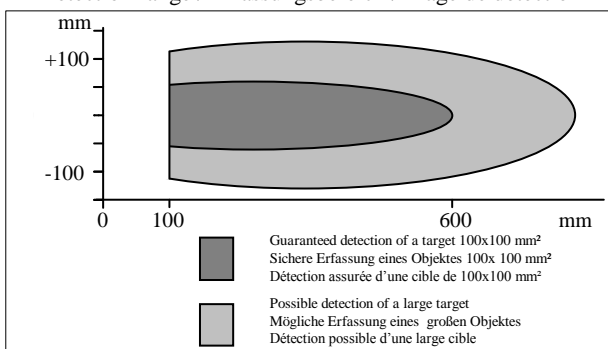 mm
+100
-100
0 100 600 mm
Guaranteed detection of a target 100x100 mm²
Sichere Erfassung eines Objektes 100x 100 mm²
Détection assurée d'une cible de 100x100 mm²
Possible detection of a large target
Mögliche Erfassung eines großen Objektes
Détection possible d'une large cible